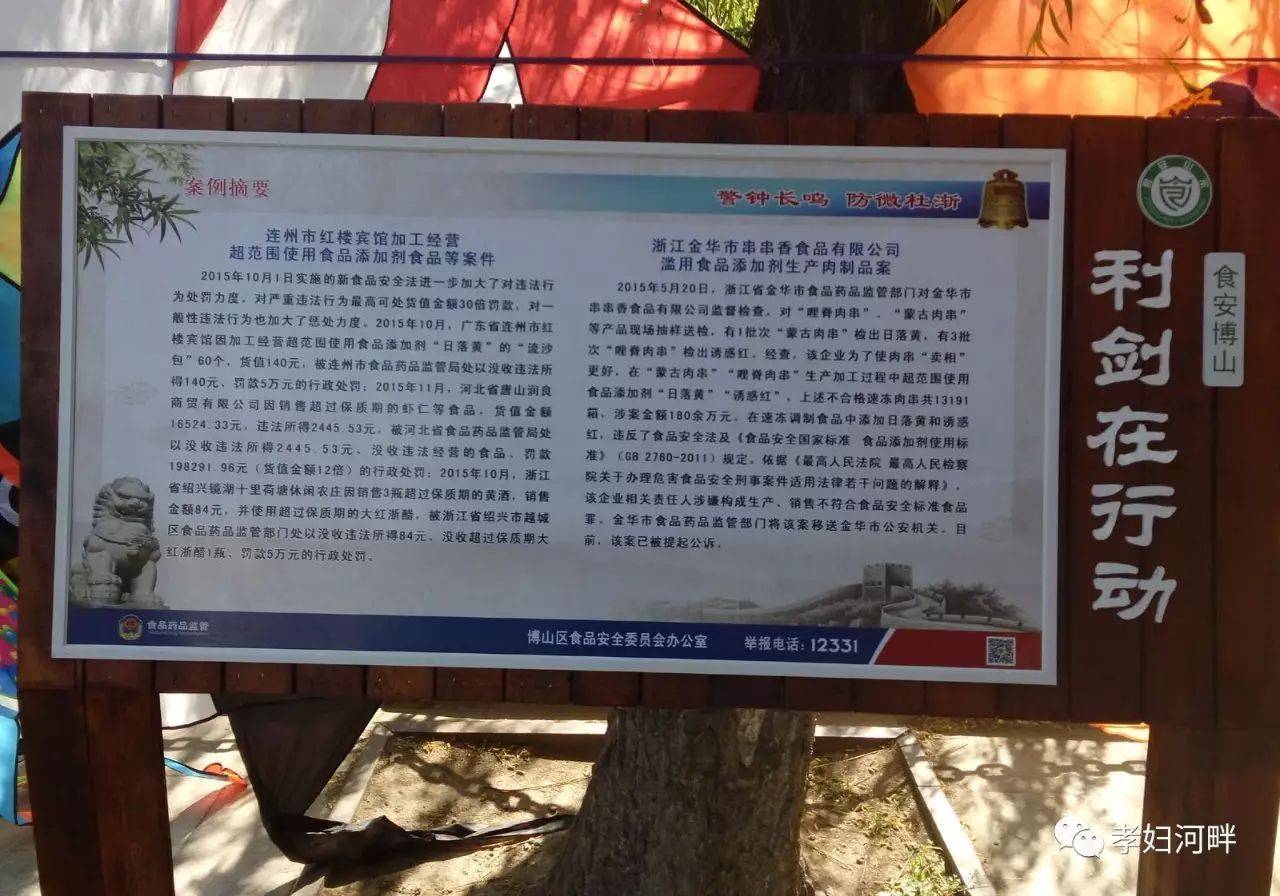 案例摘要
警钟长鸣 防微杜渐
连州市红楼宾馆加工经营
超范围使用食品添加剂食品等案件
2015年10月1日实施的新食品安全法进一步加大了对违法行
为处罚力度，对严重违法行为最高可处货值金额30倍罚款，对一
般性违法行为也加大了惩处力度。2015年10月，广东省连州市红
楼宾馆因加工经营超范围使用食品添加剂“日落黄”的“流沙
包”60个，货值140元，被连州市食品药品监管局处以没收违法所
得140元、罚款5万元的行政处罚；2015年11月，河北省唐山润良
商贸有限公司因销售超过保质期的虾仁等食品，货值金额
16524.33元，违法所得2445.53元，被河北省食品药品监管局处
以没收违法所得2445.53元、没收违法经营的食品、罚款
198291.96元（货值金额12倍）的行政处罚；2015年10月，浙江
省绍兴镜湖十里荷塘休闲农庄因销售3瓶超过保质期的黄酒，销售
金额84元，并使用超过保质期的大红浙醋，被浙江省绍兴市越城
区食品药品监管部门处以没收违法所得84元，没收超过保质期大
红浙醋1瓶、罚款5万元的行政处罚。
浙江金华市串串香食品有限公司
滥用食品添加剂生产肉制品案
2015年5月20日，浙江省金华市食品药品监管部门对金华市
串串香食品有限公司监督检查，对“哩脊肉串”、“蒙古肉串”
等产品现场抽样送检，有1批次“蒙古肉串”检出日落黄，有3批
次“哩脊肉串”检出诱惑红。经查，该企业为了使肉串“卖相”
更好，在“蒙古肉串”“哩脊肉串”生产加工过程中超范围使用
食品添加剂“日落黄”“诱惑红”，上述不合格速冻肉串共13191
箱，涉案金额180余万元。在速冻调制食品中添加日落黄和诱惑
红，违反了食品安全法及《食品安全国家标准 食品添加剂使用标
准》（GB 2760-2011）规定。依据《最高人民法院 最高人民检察
院关于办理危害食品安全刑事案件适用法律若干问题的解释》，
该企业相关责任人涉嫌构成生产、销售不符合食品安全标准食品
罪。金华市食品药品监管部门将该案移送金华市公安机关。目
前，该案已被提起公诉。
食品药品监管
博山区食品安全委员会办公室 举报电话：12331
食安博山
利剑在行动
孝妇河畔